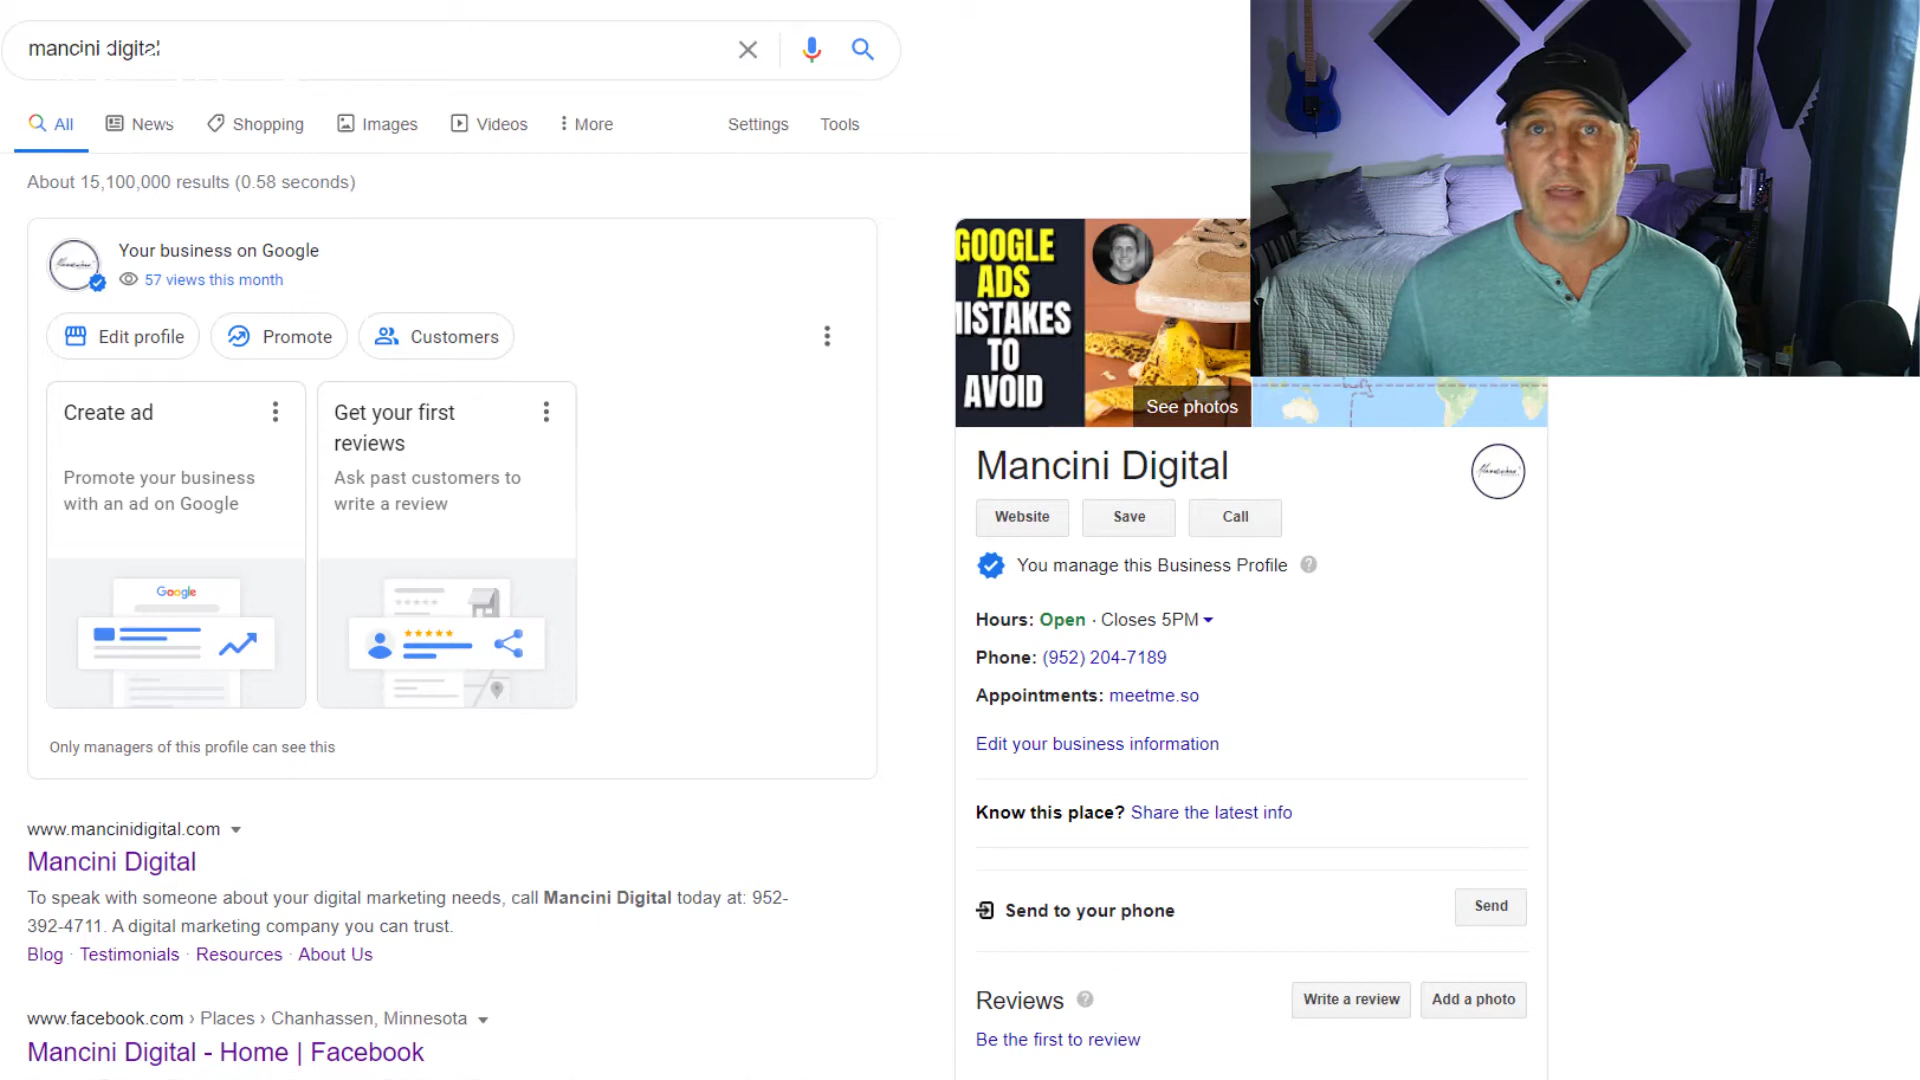 mancini digital
All
News
Shopping
Images
Videos
More
Settings
Tools
About 15,100,000 results (0.58 seconds)
Your business on Google
57 views this month
Edit profile
Promote
Customers
Create ad
Promote your business
with an ad on Google
Google
Get your first
reviews
Ask past customers to
write a review
Only managers of this profile can see this
www.mancinidigital.com
Mancini Digital
To speak with someone about your digital marketing needs, call Mancini Digital today at: 952-
392-4711. A digital marketing company you can trust.
Blog · Testimonials · Resources · About Us
www.facebook.com › Places › Chanhassen, Minnesota
Mancini Digital - Home | Facebook
GOOGLE
ADS
MISTAKES
TO
AVOID
See photos
Mancini Digital
Website
Save
Call
You manage this Business Profile
Hours: Open · Closes 5PM
Phone: (952) 204-7189
Appointments: meetme.so
Edit your business information
Know this place? Share the latest info
Send to your phone
Send
Reviews
Write a review
Add a photo
Be the first to review